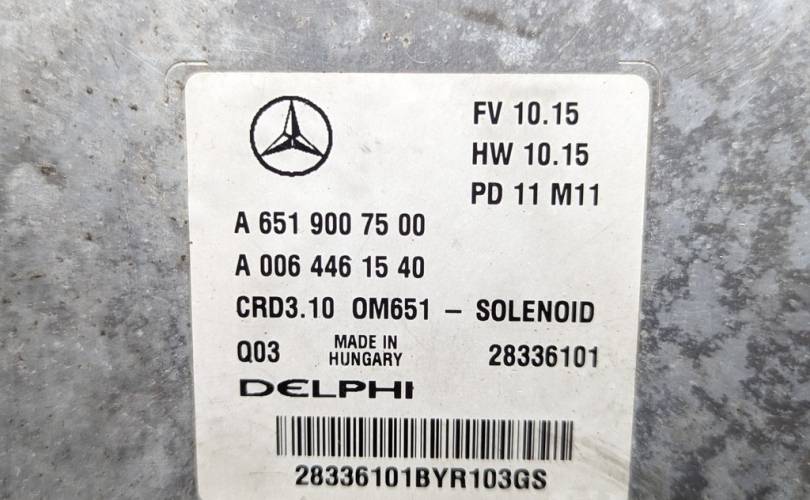 FV 10.15
HW 10.15
PD 11 M11
A 651 900 75 00
A 006 446 15 40
CRD3.10 OM651 – SOLENOID
Q03 MADE IN HUNGARY 28336101
DELPHI
28336101BYR103GS